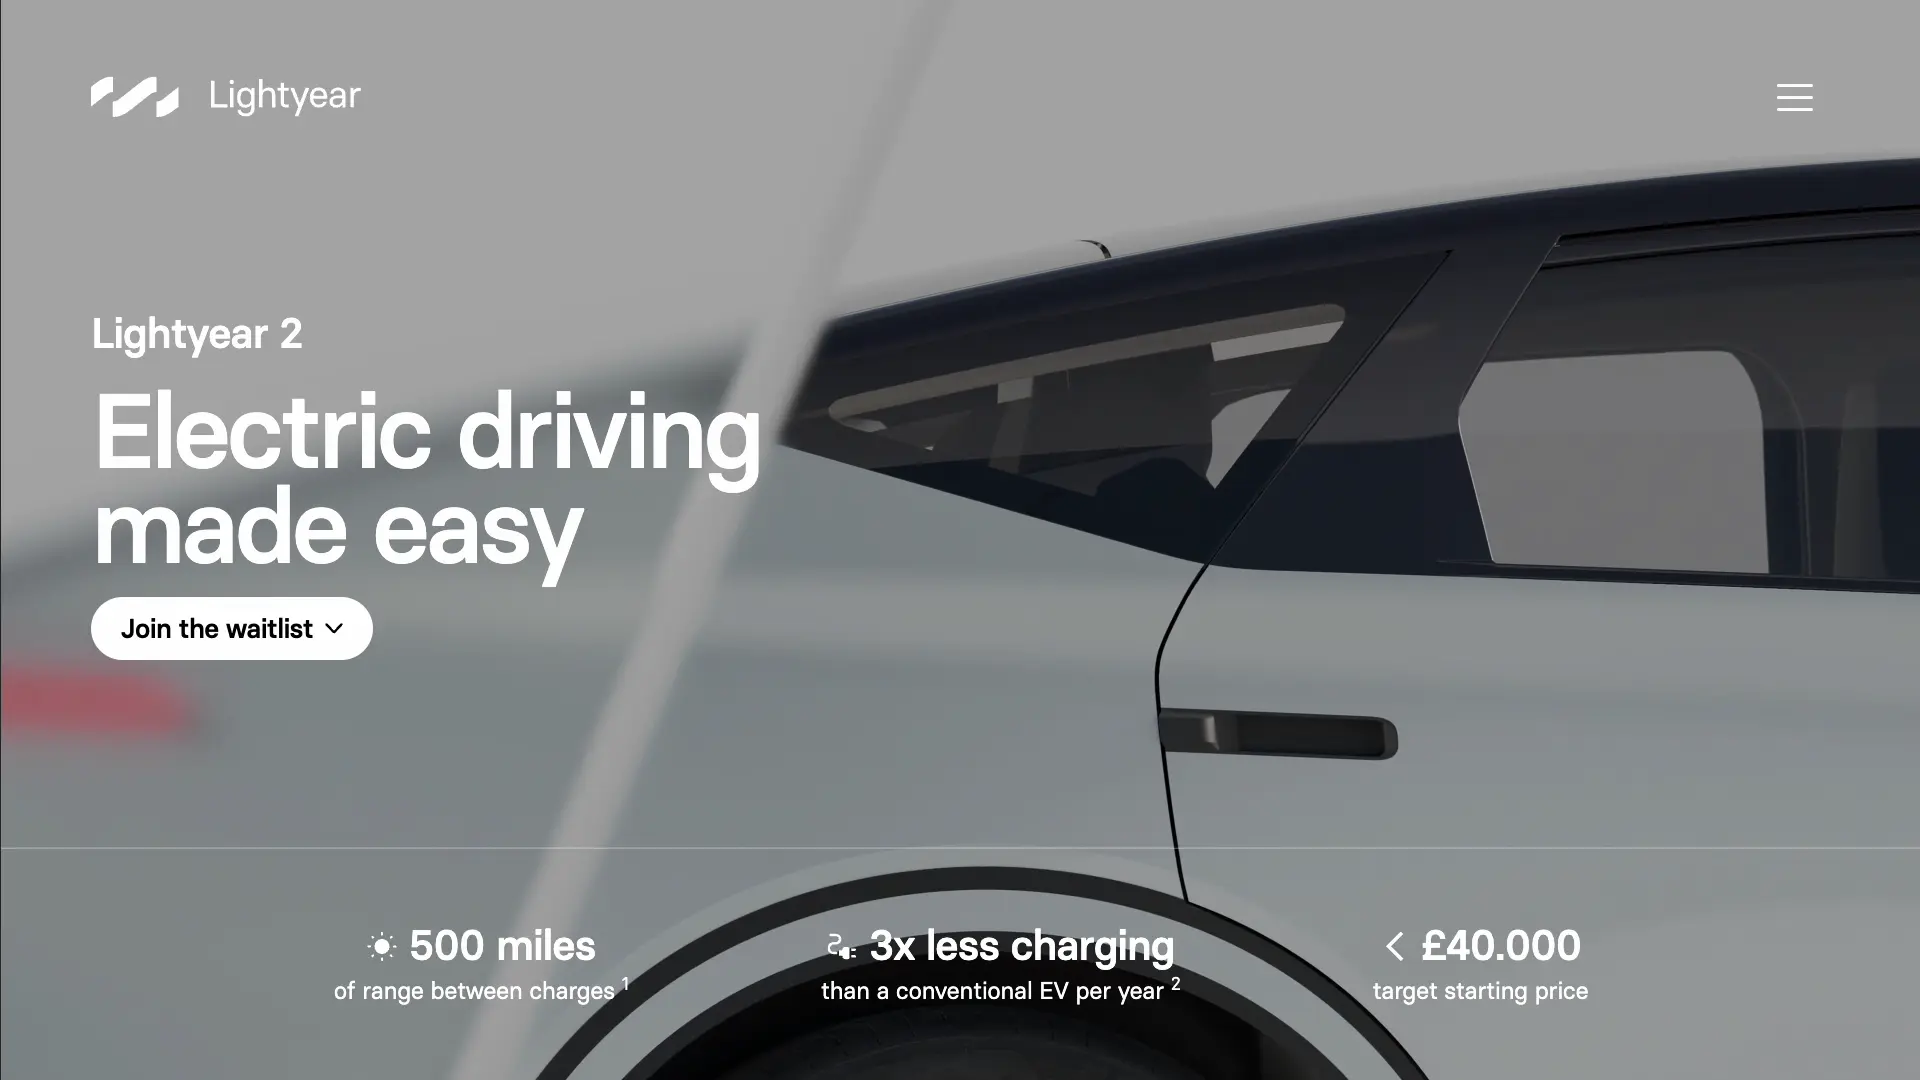 Lightyear
Lightyear 2
Electric driving
made easy
Join the waitlist
500 miles
of range between charges 1
3x less charging
than a conventional EV per year 2
< £40.000
target starting price